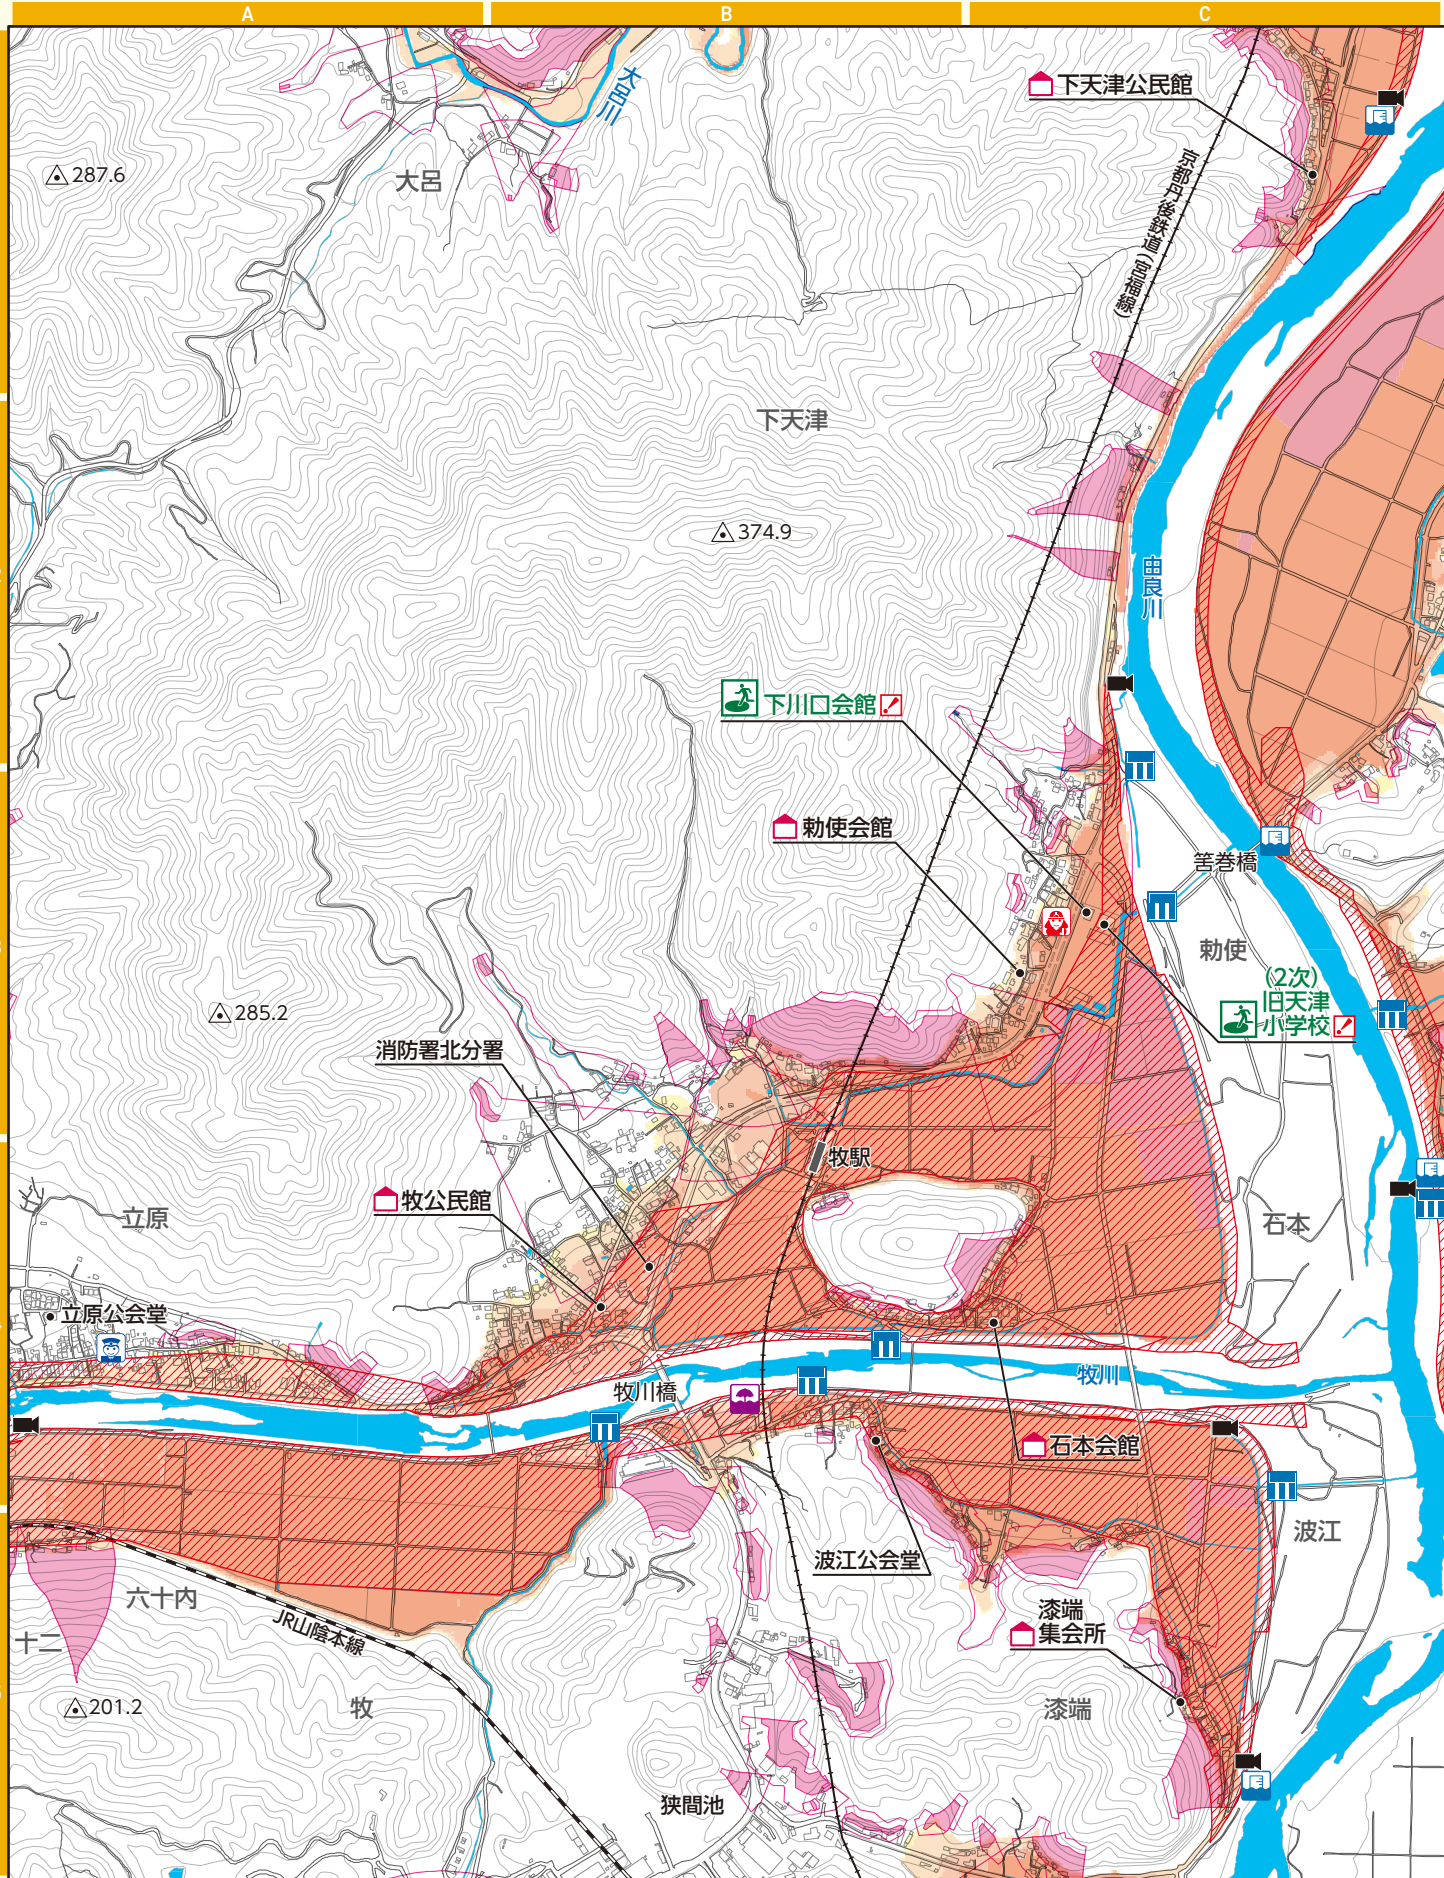 A
B
C
大呂川
下天津公民館
287.6
大呂
京都丹後鉄道(宮福線)
下天津
374.9
由良川
下川口会館
勅使会館
筈巻橋
勅使
(2次)
旧天津
小学校
285.2
消防署北分署
牧駅
牧公民館
立原
石本
立原公会堂
牧川
牧川橋
石本会館
波江
波江公会堂
六十内
JR山陰本線
十二
漆端
集会所
201.2
牧
漆端
狭間池